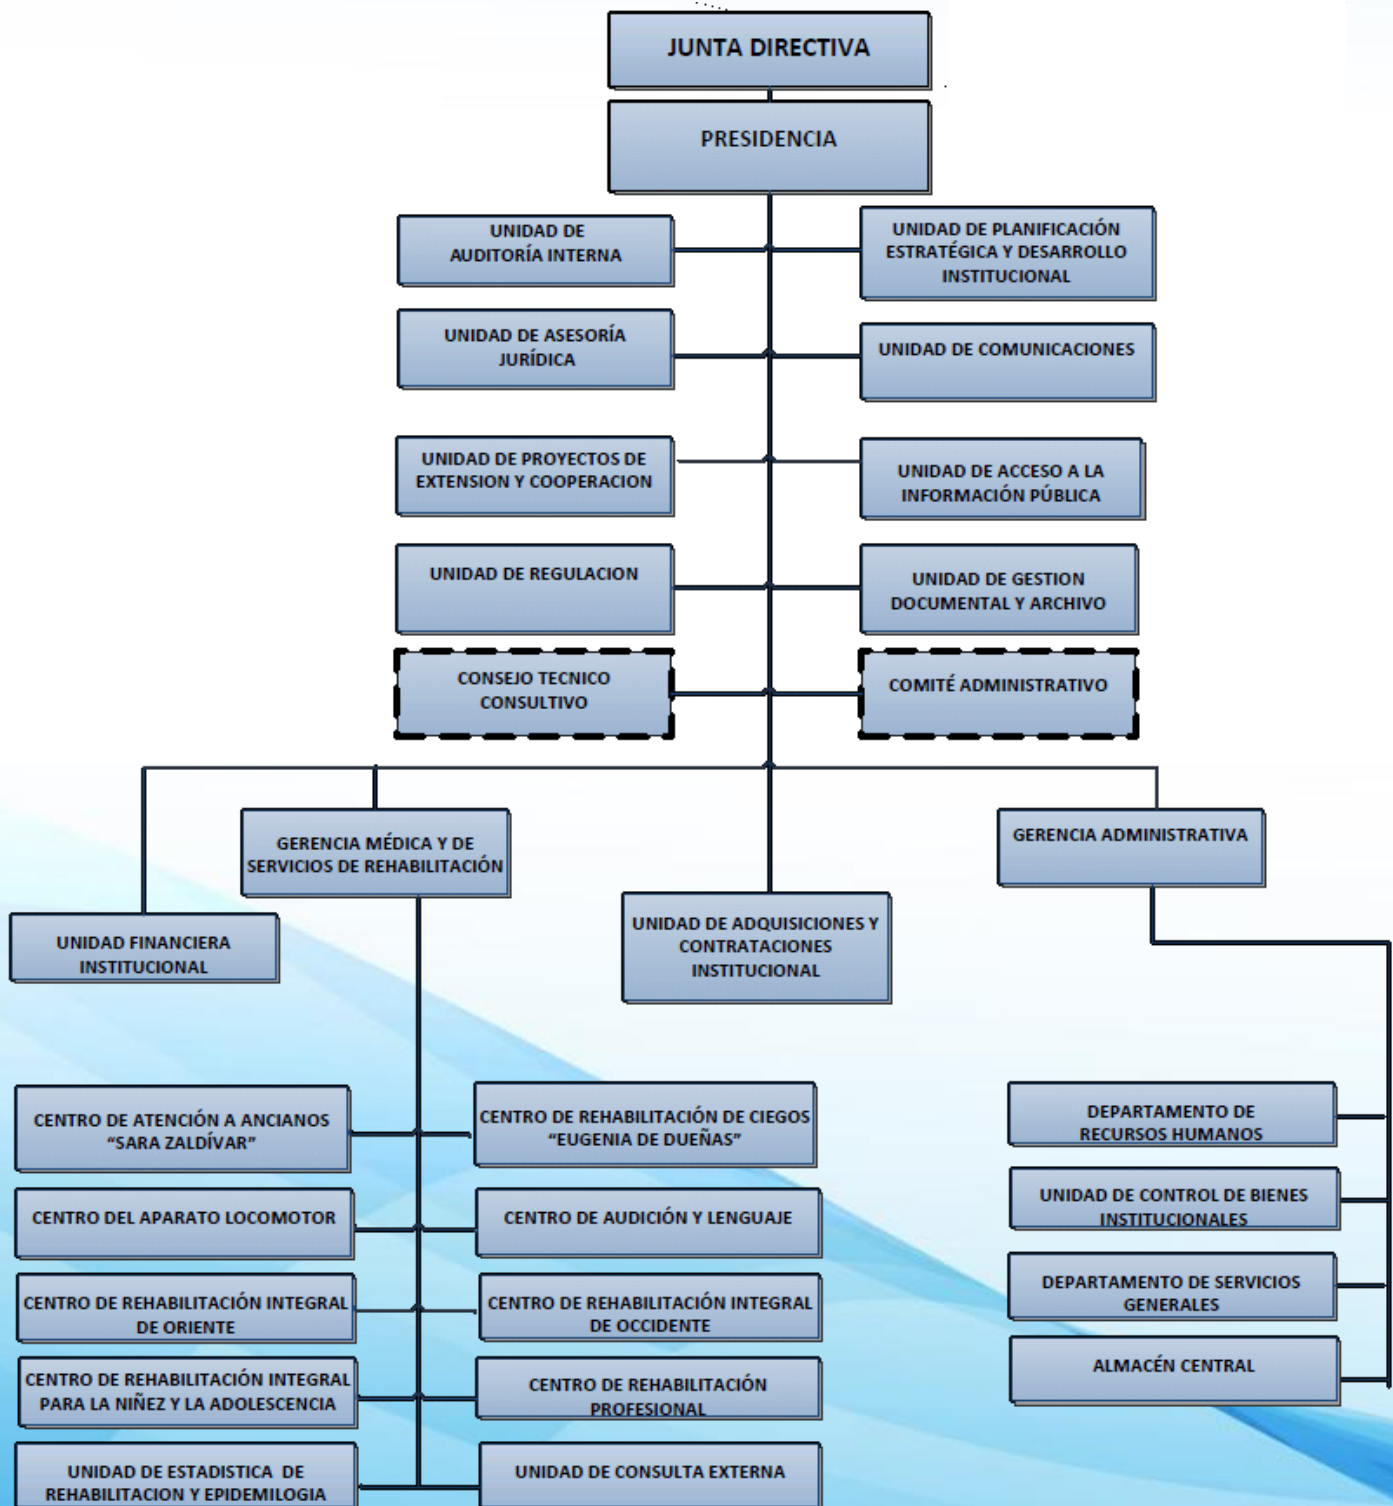 JUNTA DIRECTIVA
PRESIDENCIA
UNIDAD DE
AUDITORÍA INTERNA
UNIDAD DE PLANIFICACIÓN
ESTRATÉGICA Y DESARROLLO
INSTITUCIONAL
UNIDAD DE ASESORÍA
JURÍDICA
UNIDAD DE COMUNICACIONES
UNIDAD DE PROYECTOS DE
EXTENSION Y COOPERACION
UNIDAD DE ACCESO A LA
INFORMACIÓN PÚBLICA
UNIDAD DE REGULACION
UNIDAD DE GESTION
DOCUMENTAL Y ARCHIVO
CONSEJO TECNICO
CONSULTIVO
COMITÉ ADMINISTRATIVO
GERENCIA MÉDICA Y DE
SERVICIOS DE REHABILITACIÓN
GERENCIA ADMINISTRATIVA
UNIDAD FINANCIERA
INSTITUCIONAL
UNIDAD DE ADQUISICIONES Y
CONTRATACIONES
INSTITUCIONAL
CENTRO DE ATENCIÓN A ANCIANOS
“SARA ZALDÍVAR”
CENTRO DE REHABILITACIÓN DE CIEGOS
“EUGENIA DE DUEÑAS”
DEPARTAMENTO DE
RECURSOS HUMANOS
CENTRO DEL APARATO LOCOMOTOR
CENTRO DE AUDICIÓN Y LENGUAJE
UNIDAD DE CONTROL DE BIENES
INSTITUCIONALES
CENTRO DE REHABILITACIÓN INTEGRAL
DE ORIENTE
CENTRO DE REHABILITACIÓN INTEGRAL
DE OCCIDENTE
DEPARTAMENTO DE SERVICIOS
GENERALES
CENTRO DE REHABILITACIÓN INTEGRAL
PARA LA NIÑEZ Y LA ADOLESCENCIA
CENTRO DE REHABILITACIÓN
PROFESIONAL
ALMACÉN CENTRAL
UNIDAD DE ESTADISTICA DE
REHABILITACION Y EPIDEMILOGIA
UNIDAD DE CONSULTA EXTERNA